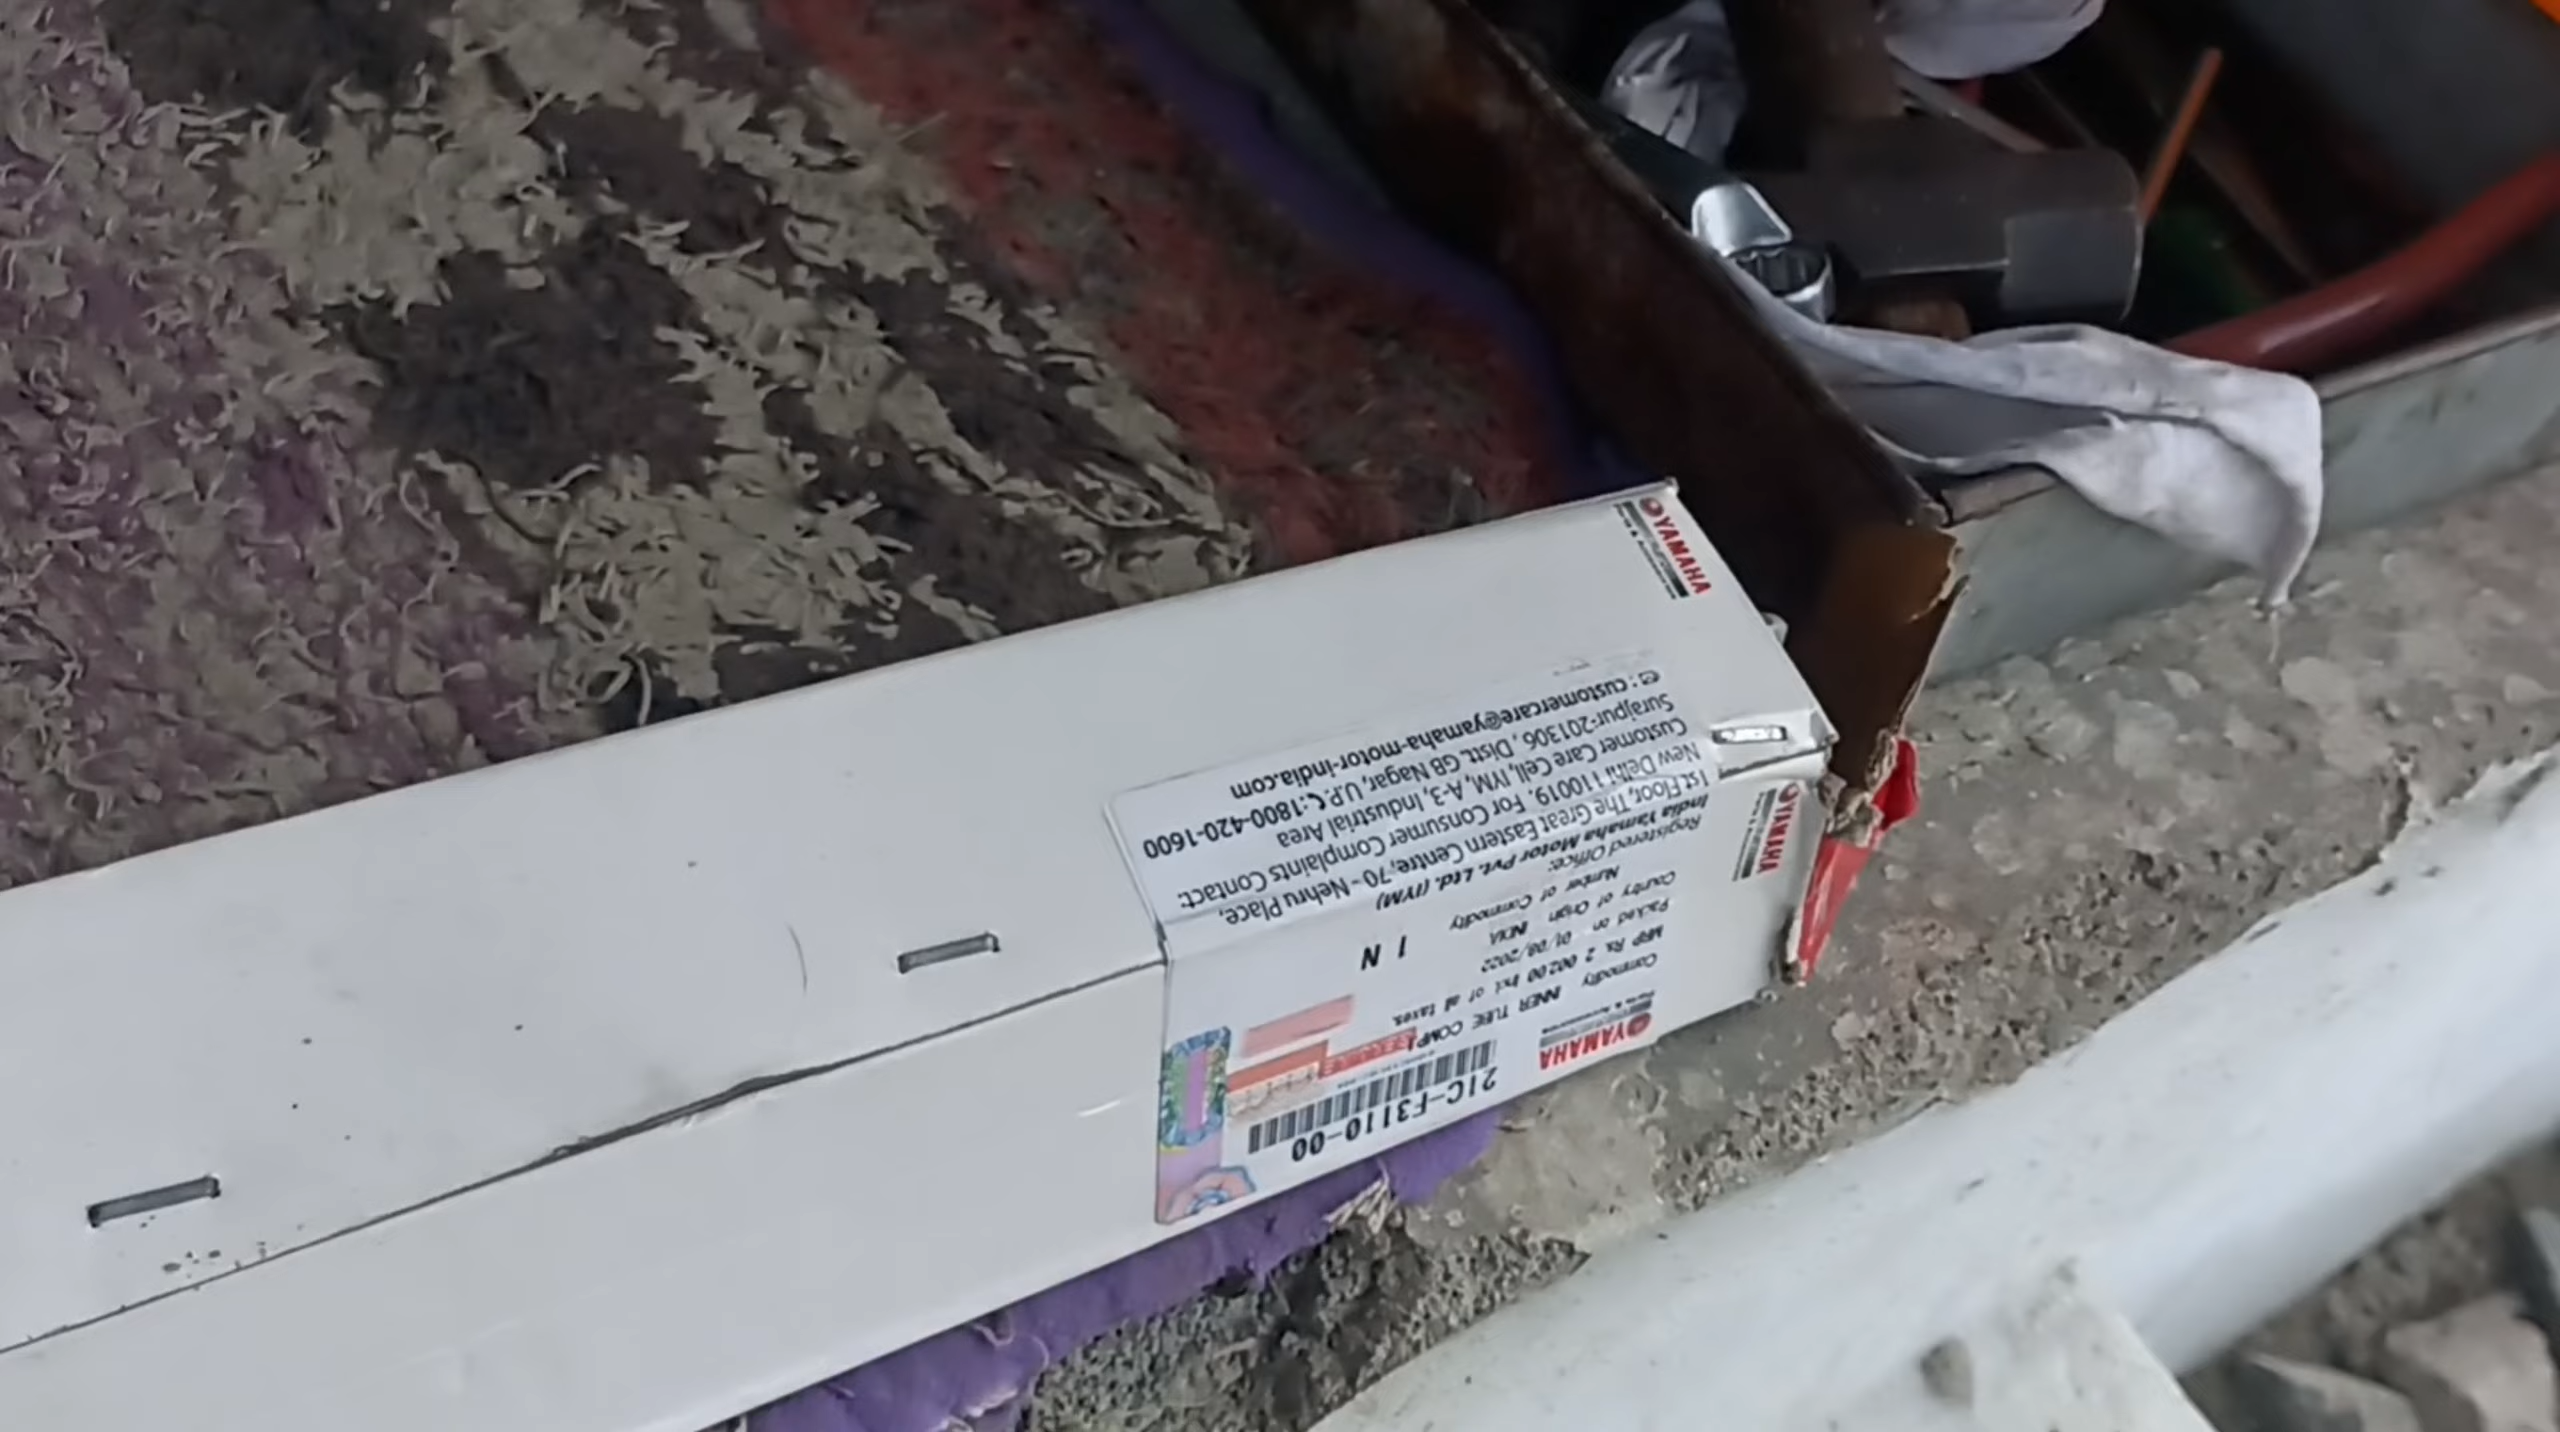 YAMAHA
YAMAHA
21C-F3110-00
YAMAHA
Commodity INNER TUBE COMP
MRP Rs. 2 002.00 Incl. of all taxes.
Packed on 01/08/2022
Country of Origin INDIA
Number of Commodity 1 N
India Yamaha Motor Pvt. Ltd. (IYM)
Registered Office:
1st Floor, The Great Eastern Centre, 70 - Nehru Place,
New Delhi 110019. For Consumer Complaints Contact:
Customer Care Cell, IYM, A-3, Industrial Area
Surajpur-201306, Distt. GB Nagar, U.P. :1800-420-1600
: customercare@yamaha-motor-india.com